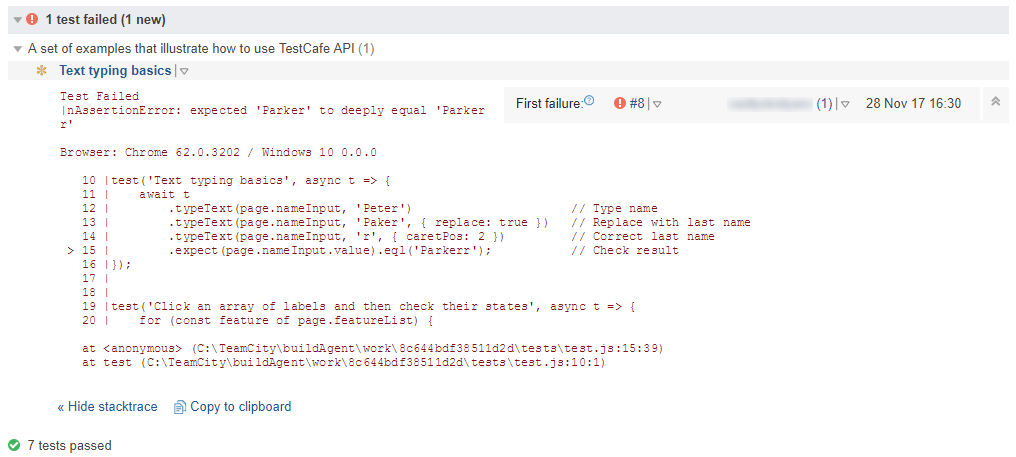 1 test failed (1 new)
A set of examples that illustrate how to use TestCafe API (1)
Text typing basics
Test Failed
|nAssertionError: expected 'Parker' to deeply equal 'Parker
r'
First failure: ? #8 (1) 28 Nov 17 16:30
Browser: Chrome 62.0.3202 / Windows 10 0.0.0
10 |test('Text typing basics', async t => {
11 |    await t
12 |        .typeText(page.nameInput, 'Peter')                      // Type name
13 |        .typeText(page.nameInput, 'Paker', { replace: true })   // Replace with last name
14 |        .typeText(page.nameInput, 'r', { caretPos: 2 })         // Correct last name
> 15 |        .expect(page.nameInput.value).eql('Parkerr');           // Check result
16 |});
17 |
18 |
19 |test('Click an array of labels and then check their states', async t => {
20 |    for (const feature of page.featureList) {
at <anonymous> (C:\TeamCity\buildAgent\work\8c644bdf38511d2d\tests\test.js:15:39)
at test (C:\TeamCity\buildAgent\work\8c644bdf38511d2d\tests\test.js:10:1)
« Hide stacktrace Copy to clipboard
7 tests passed